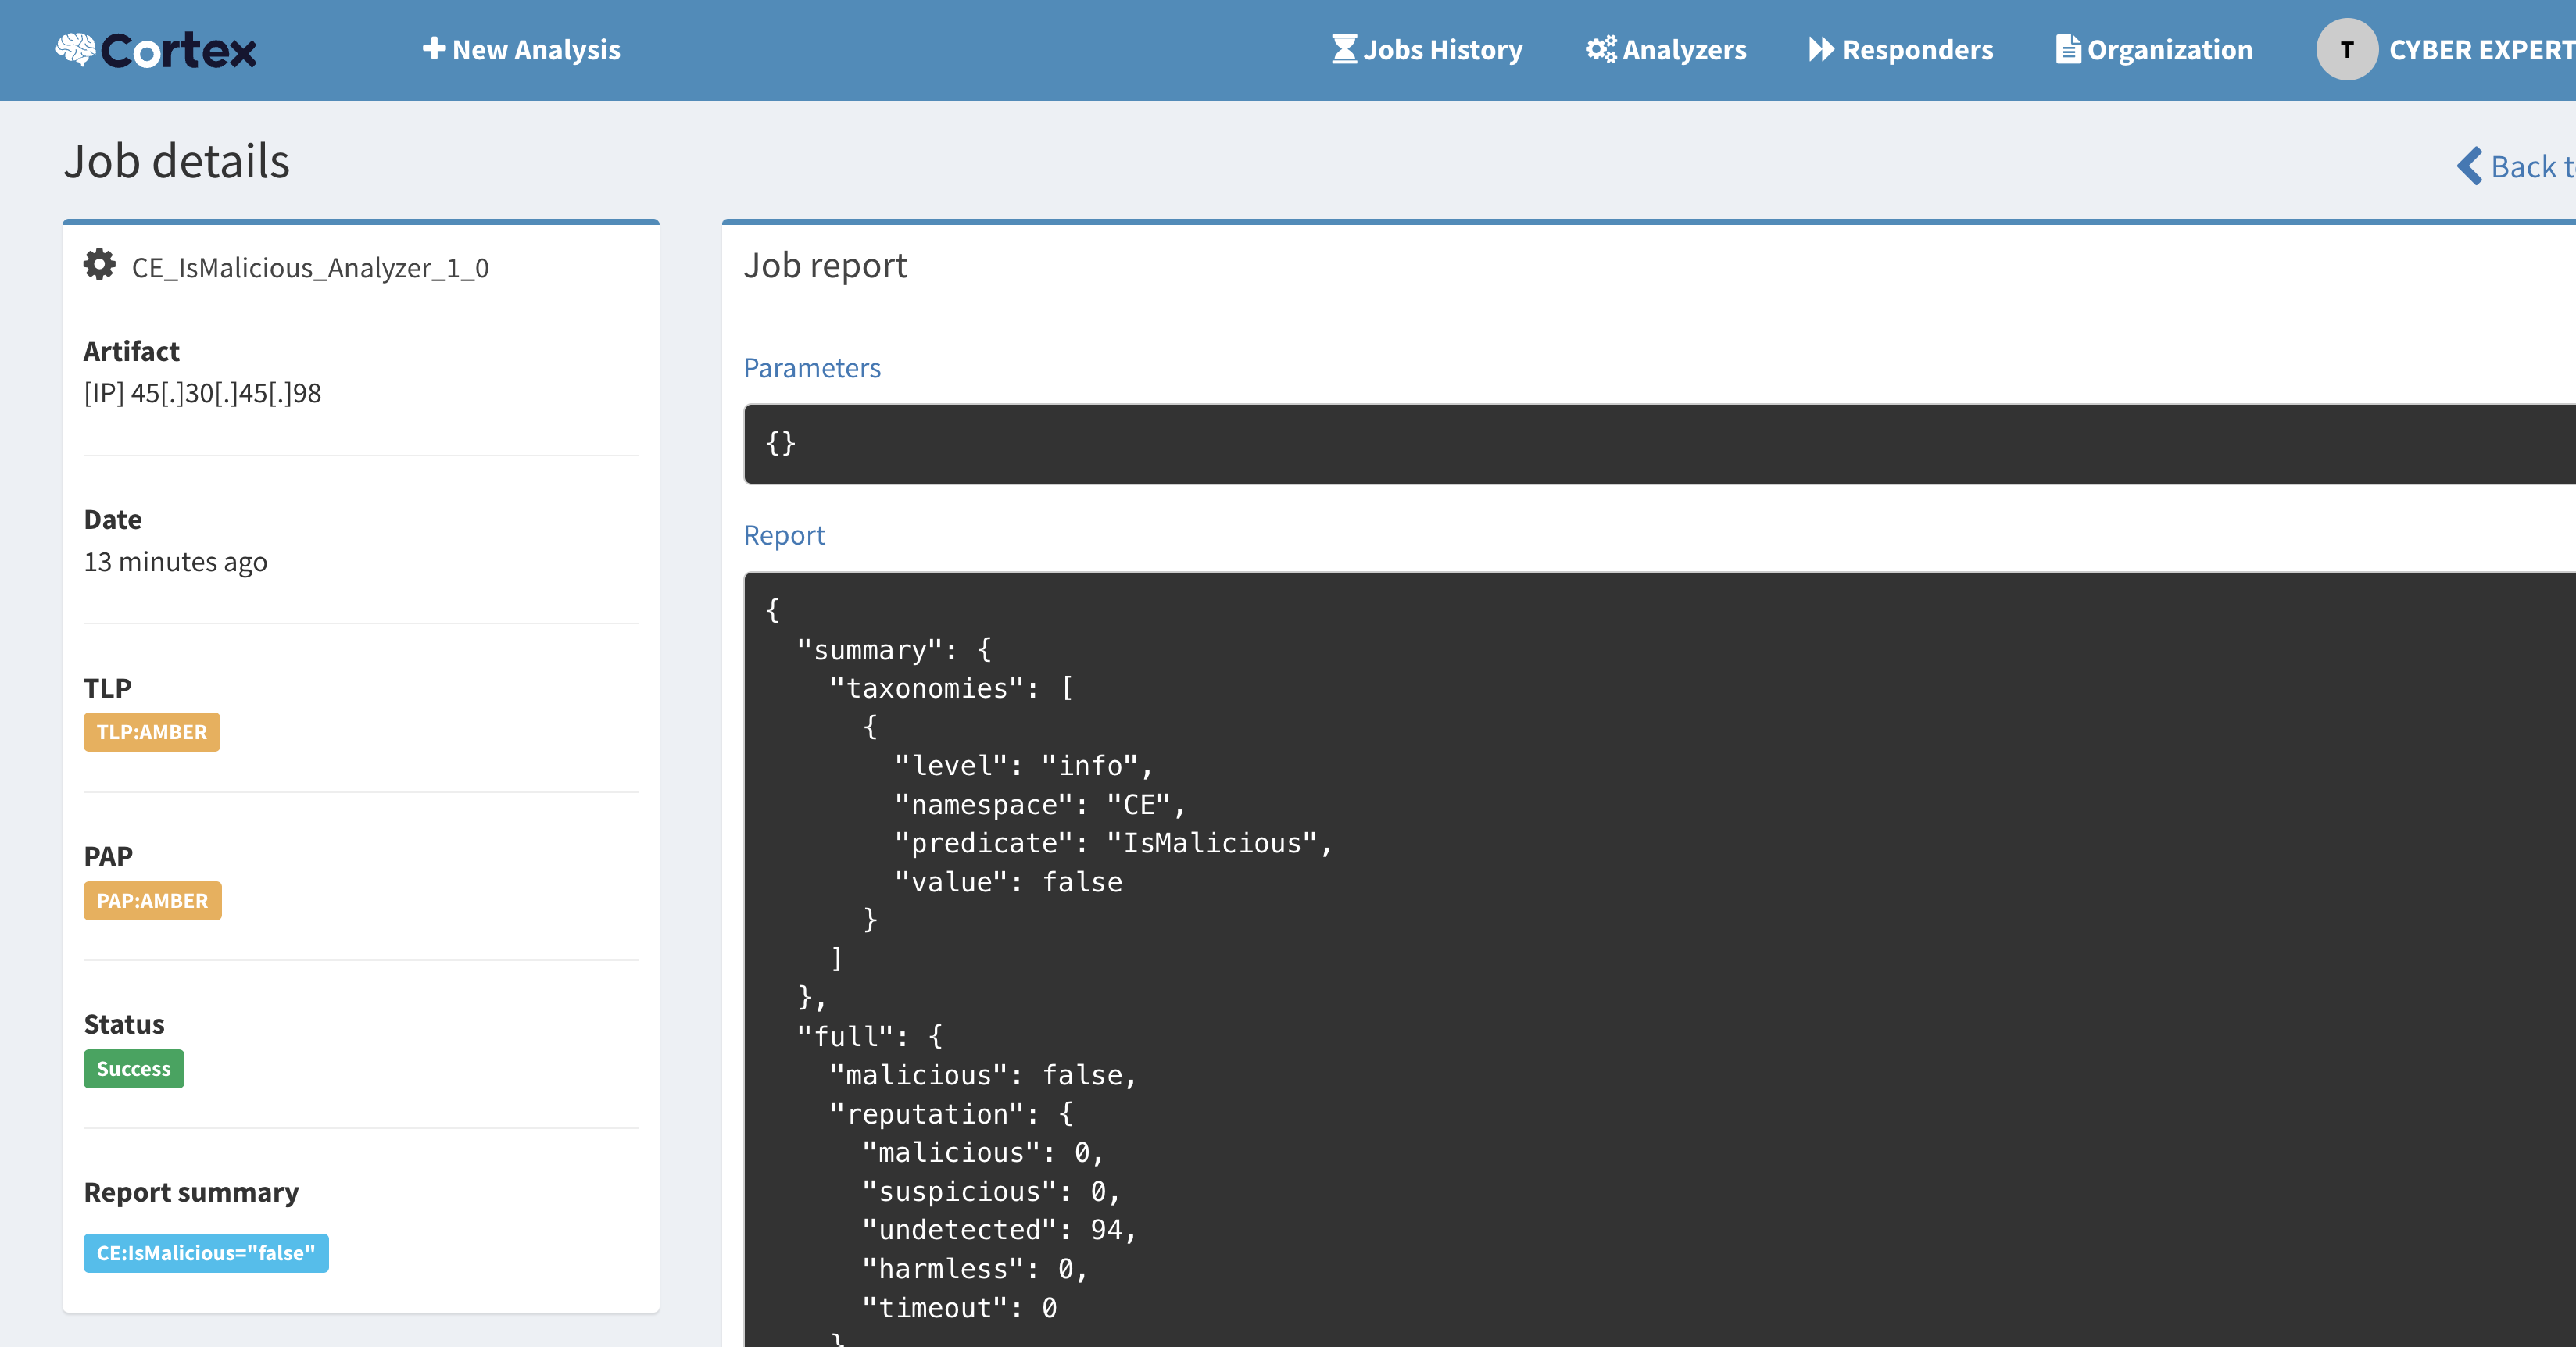 Cortex
New Analysis
Jobs History
Analyzers
Responders
Organization
T
CYBER EXPERT
Job details
Back
CE_IsMalicious_Analyzer_1_0
Artifact
[IP] 45[.]30[.]45[.]98
Date
13 minutes ago
TLP
TLP:AMBER
PAP
PAP:AMBER
Status
Success
Report summary
CE:IsMalicious="false"
Job report
Parameters
{}
Report
{
  "summary": {
    "taxonomies": [
      {
        "level": "info",
        "namespace": "CE",
        "predicate": "IsMalicious",
        "value": false
      }
    ]
  },
  "full": {
    "malicious": false,
    "reputation": {
      "malicious": 0,
      "suspicious": 0,
      "undetected": 94,
      "harmless": 0,
      "timeout": 0
    }